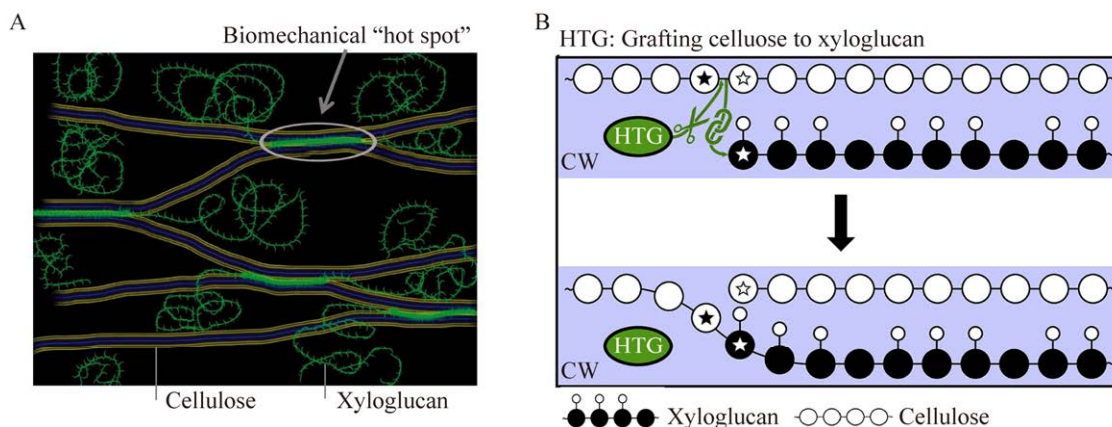 A
Biomechanical “hot spot”
Cellulose
Xyloglucan
B
HTG: Grafting celluose to xyloglucan
HTG
CW
HTG
CW
Xyloglucan
Cellulose